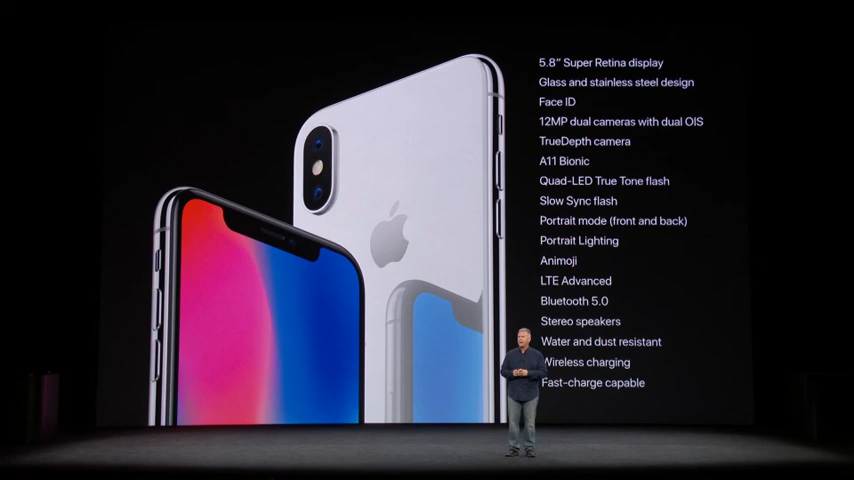 5.8” Super Retina display
Glass and stainless steel design
Face ID
12MP dual cameras with dual OIS
TrueDepth camera
A11 Bionic
Quad-LED True Tone flash
Slow Sync flash
Portrait mode (front and back)
Portrait Lighting
Animoji
LTE Advanced
Bluetooth 5.0
Stereo speakers
Water and dust resistant
Wireless charging
Fast-charge capable